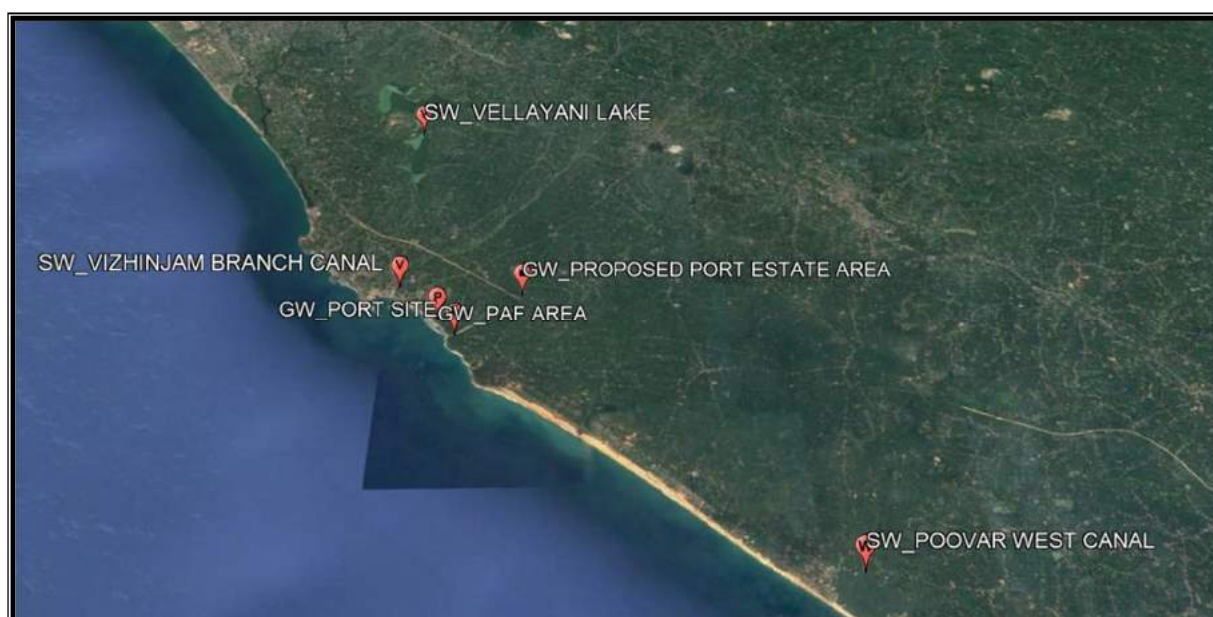 SW_VELLAYANI LAKE
SW_VIZHINJAM BRANCH CANAL
V
GW_PROPOSED PORT ESTATE AREA
P
GW_PORT SITE
GW_PAF AREA
SW_POOVAR WEST CANAL